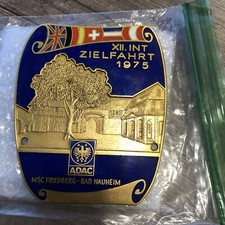 XII. INT
ZIELFAHRT
1975
ADAC
MSC FRIEDBERG-BAD NAUHEIM